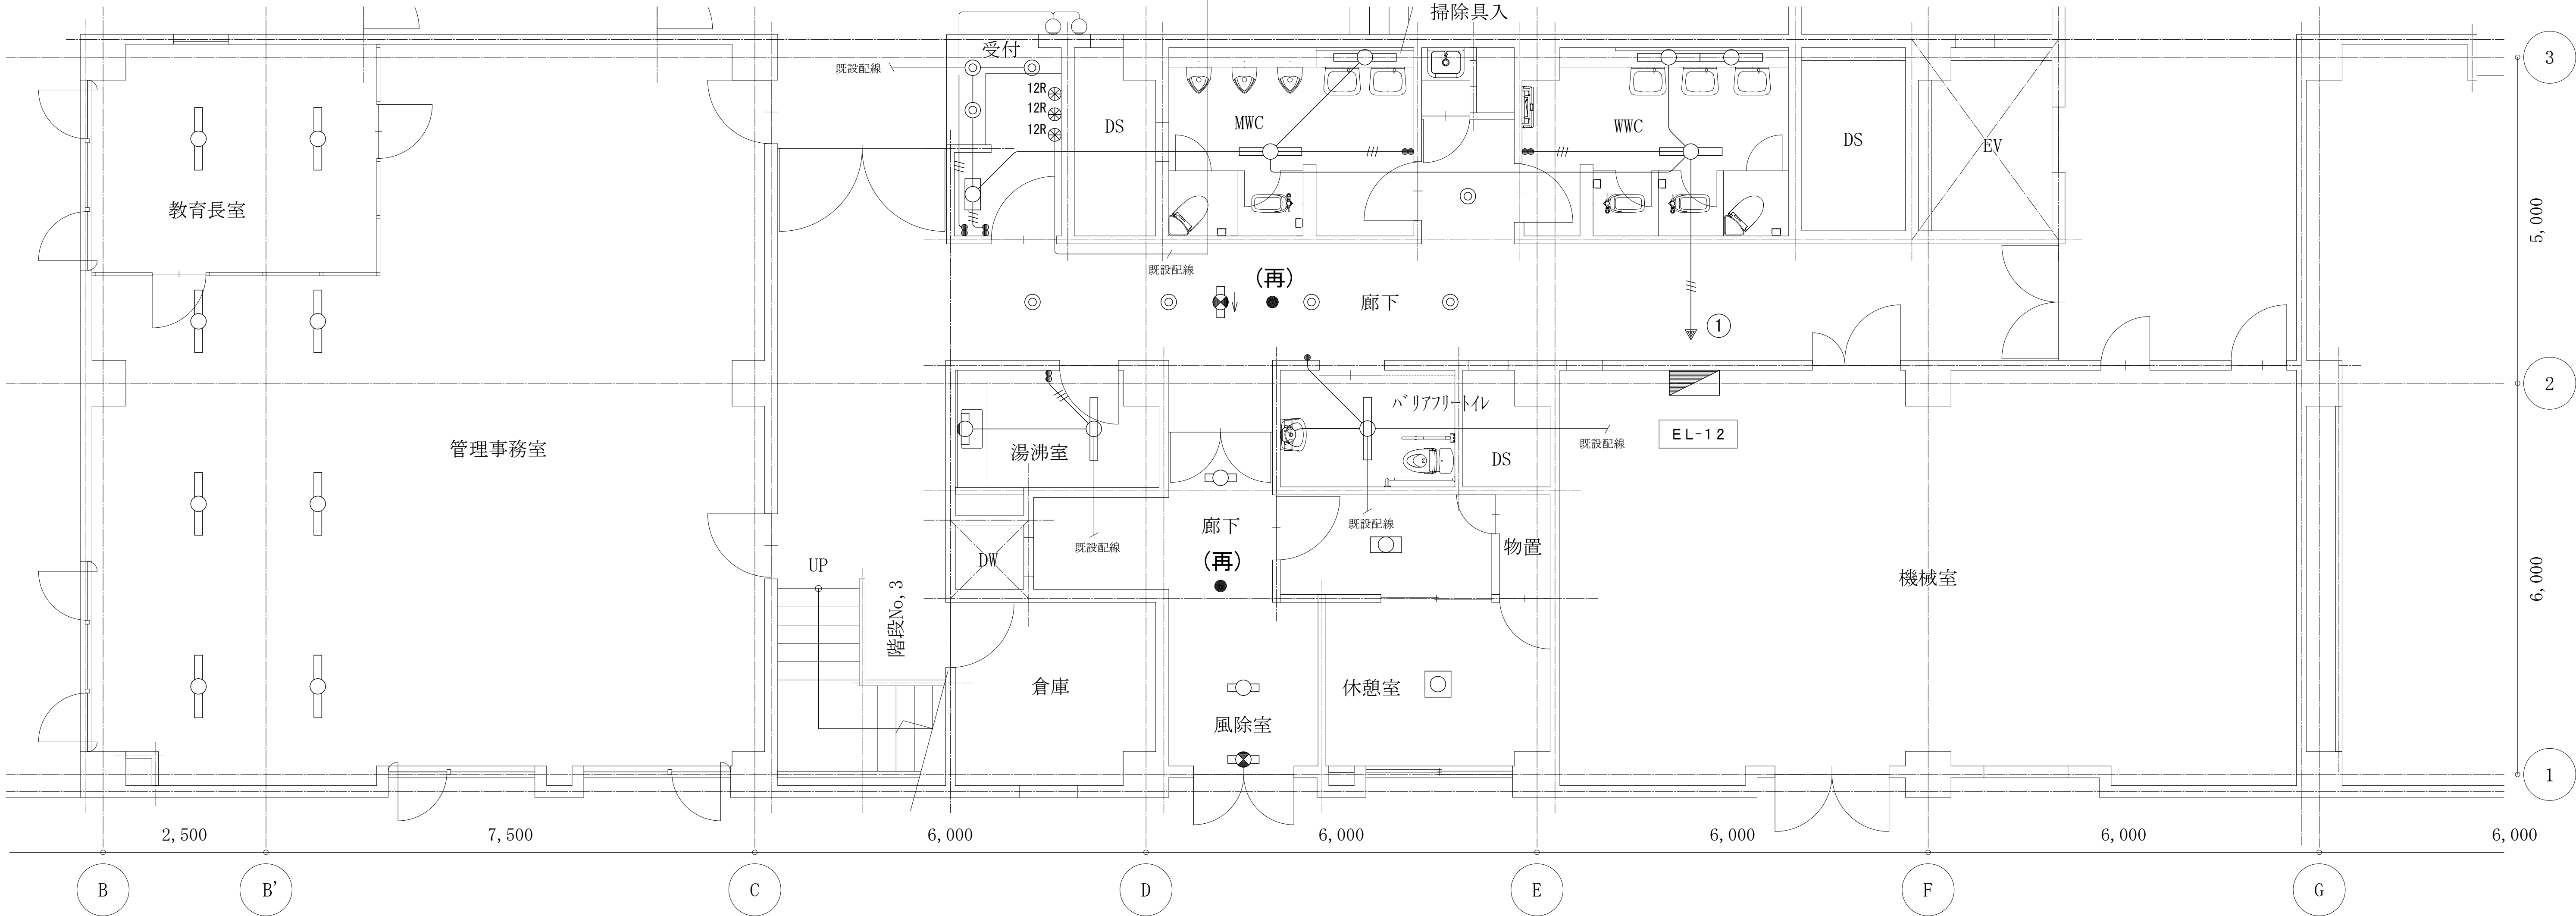 掃除具入
受付
既設配線
3
12R
12R
12R
DS
MWC
WWC
DS
EV
教育長室
5,000
既設配線
(再)
廊下
1
2
バリアフリートイレ
EL-12
既設配線
管理事務室
湯沸室
DS
既設配線
廊下
既設配線
物置
(再)
DW
UP
機械室
6,000
階段No,3
倉庫
休憩室
風除室
1
2,500
7,500
6,000
6,000
6,000
6,000
6,000
B
B'
C
D
E
F
G